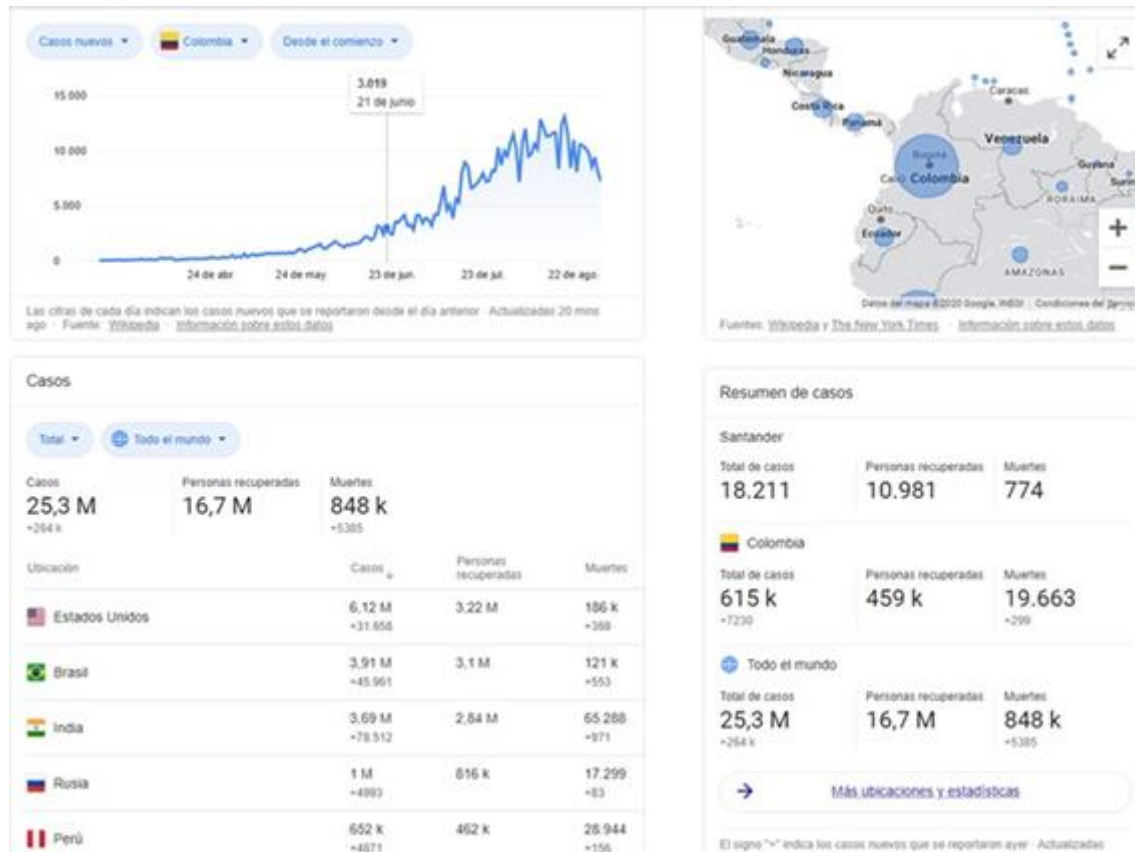 Casos nuevos
Colombia
Desde el comienzo
3.019
21 de junio
15.000
10.000
5.000
0
24 de abr.
24 de may.
23 de jun.
23 de jul.
22 de ago.
Las cifras de cada día indican los casos nuevos que se reportaron desde el día anterior · Actualizadas 20 mins
ago · Fuente: Wikipedia · Información sobre estos datos
Guatemala
Honduras
Nicaragua
Costa Rica
Panamá
Caracas
Venezuela
Guyana
Bogotá
Colombia
RORAIMA
Quito
Ecuador
AMAZONAS
+
−
Datos del mapa ©2020 Google, INEGI Condiciones del
Fuentes: Wikipedia y The New York Times. · Información sobre estos datos
Casos
Total
Todo el mundo
Casos Personas recuperadas Muertes
25,3 M 16,7 M 848 k
+264 k +5385
Ubicación Casos Personas recuperadas Muertes
Estados Unidos 6,12 M 3,22 M 186 k
+31.656 +369
Brasil 3,91 M 3,1 M 121 k
+45.961 +553
India 3,69 M 2,84 M 65.288
+78.512 +971
Rusia 1 M 816 k 17.299
+4993 +83
Perú 652 k 462 k 28.944
+4871 +156
Resumen de casos
Santander
Total de casos Personas recuperadas Muertes
18.211 10.981 774
Colombia
Total de casos Personas recuperadas Muertes
615 k 459 k 19.663
+7230 +299
Todo el mundo
Total de casos Personas recuperadas Muertes
25,3 M 16,7 M 848 k
+264 k +5385
Más ubicaciones y estadísticas
El signo "+" indica los casos nuevos que se reportaron ayer · Actualizadas